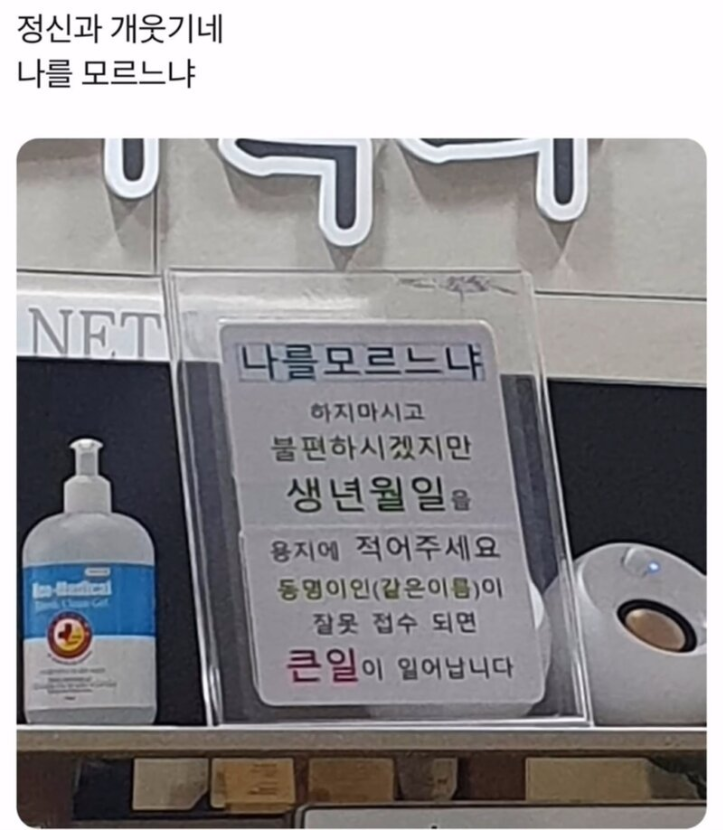 정신과 개웃기네
나를 모르느냐
NET
나를모르느냐
하지마시고
불편하시겠지만
생년월일을
용지에 적어주세요
동명이인(같은이름)이
잘못 접수 되면
큰일이 일어납니다